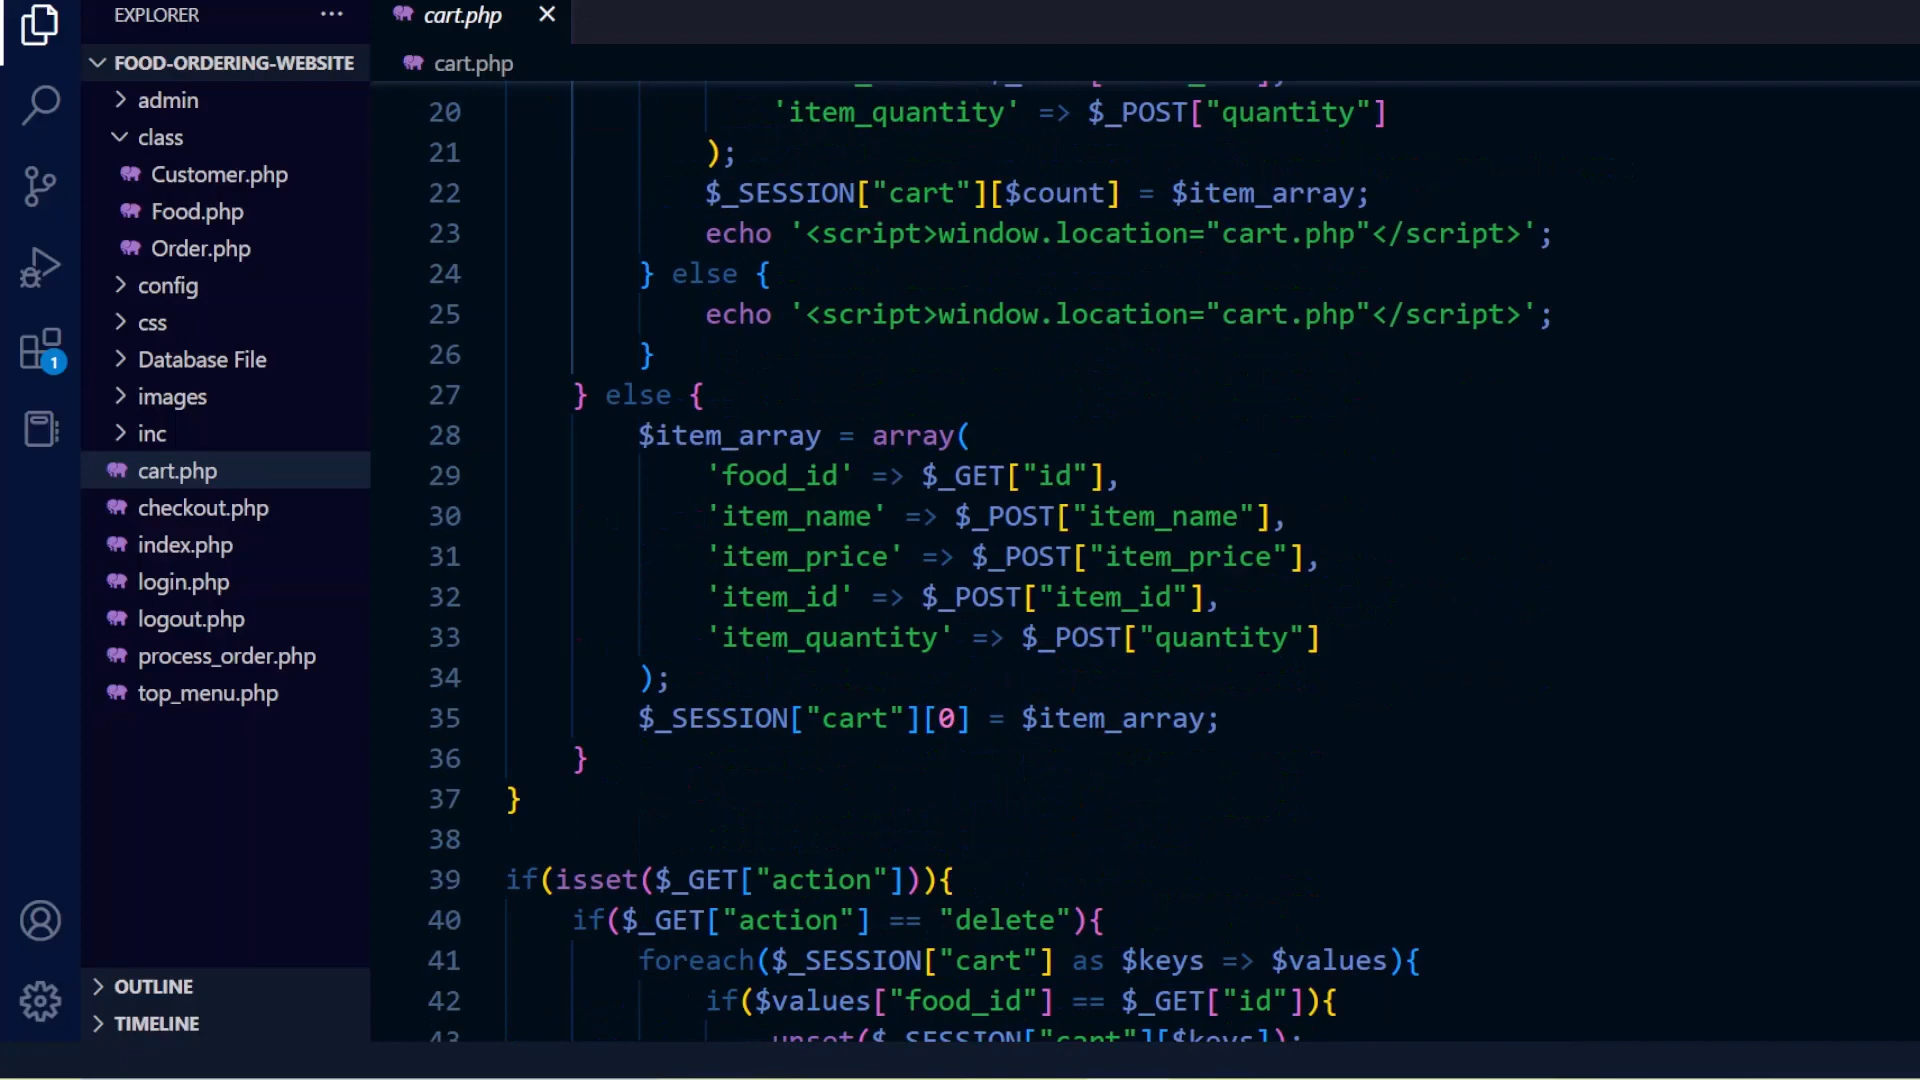 EXPLORER
FOOD-ORDERING-WEBSITE
admin
class
Customer.php
Food.php
Order.php
config
css
Database File
images
inc
cart.php
checkout.php
index.php
login.php
logout.php
process_order.php
top_menu.php
OUTLINE
TIMELINE
1
cart.php
cart.php
20 'item_quantity' => $_POST["quantity"]
21 );
22 $_SESSION["cart"][$count] = $item_array;
23 echo '<script>window.location="cart.php"</script>';
24 } else {
25 echo '<script>window.location="cart.php"</script>';
26 }
27 } else {
28 $item_array = array(
29 'food_id' => $_GET["id"],
30 'item_name' => $_POST["item_name"],
31 'item_price' => $_POST["item_price"],
32 'item_id' => $_POST["item_id"],
33 'item_quantity' => $_POST["quantity"]
34 );
35 $_SESSION["cart"][0] = $item_array;
36 }
37 }
38
39 if(isset($_GET["action"])){
40 if($_GET["action"] == "delete"){
41 foreach($_SESSION["cart"] as $keys => $values){
42 if($values["food_id"] == $_GET["id"]){
43 unset($_SESSION["cart"][$keys]);